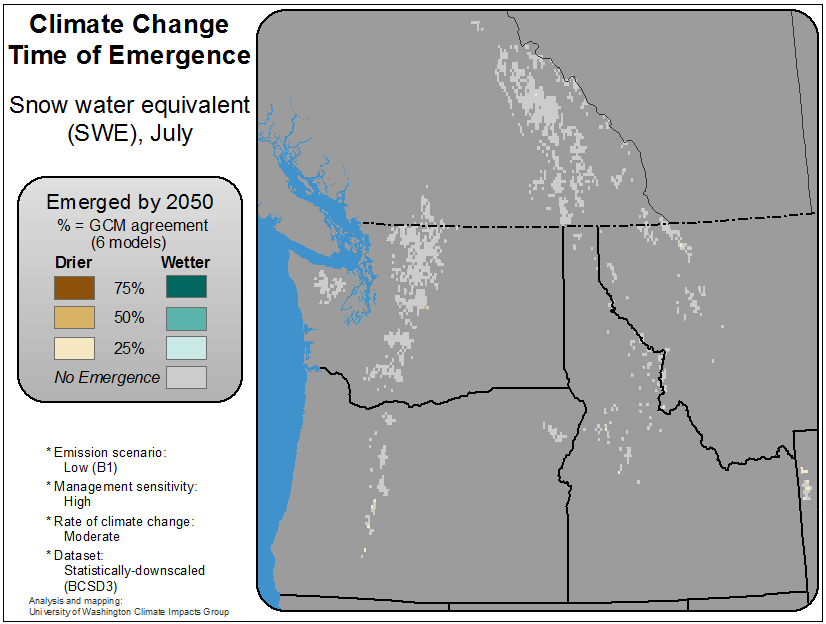 Climate Change
Time of Emergence
Snow water equivalent
(SWE), July
Emerged by 2050
% = GCM agreement
(6 models)
Drier Wetter
75%
50%
25%
No Emergence
* Emission scenario:
Low (B1)
* Management sensitivity:
High
* Rate of climate change:
Moderate
* Dataset:
Statistically-downscaled
(BCSD3)
Analysis and mapping:
University of Washington Climate Impacts Group